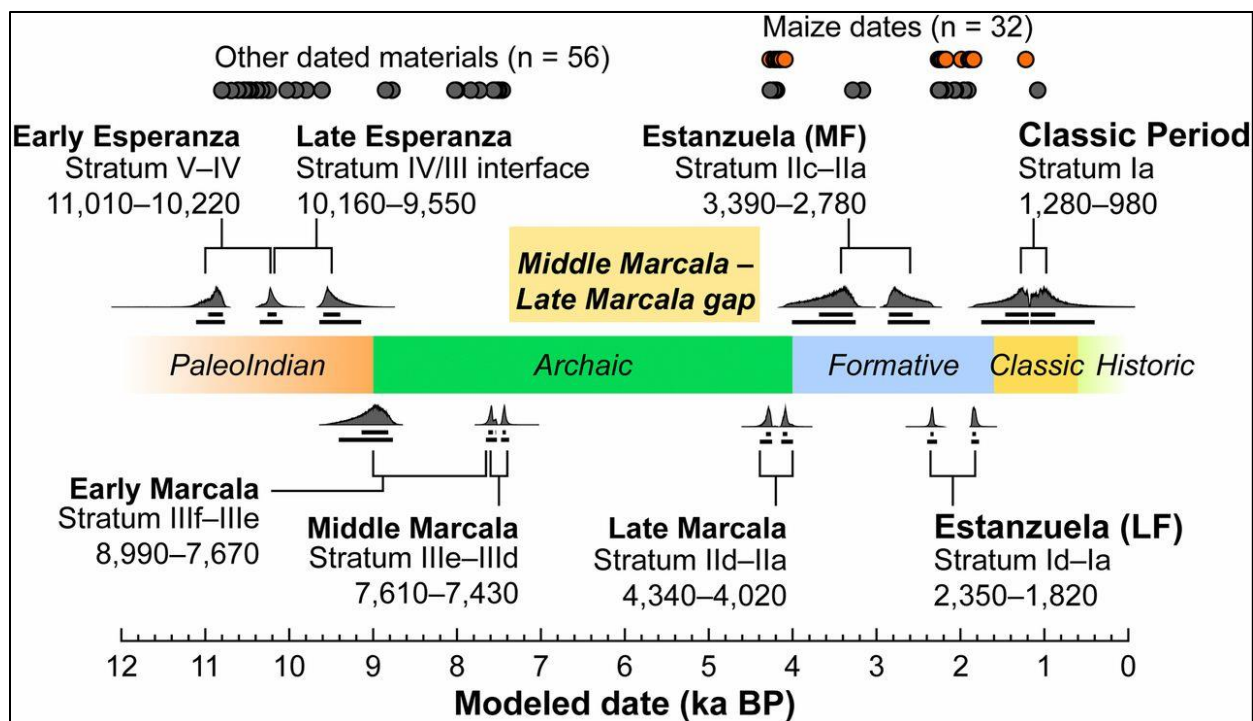 Other dated materials (n = 56)
Maize dates (n = 32)
Early Esperanza
Stratum V–IV
11,010–10,220
Late Esperanza
Stratum IV/III interface
10,160–9,550
Estanzuela (MF)
Stratum IIc–IIa
3,390–2,780
Classic Period
Stratum Ia
1,280–980
Middle Marcala –
Late Marcala gap
PaleoIndian
Archaic
Formative
Classic
Historic
Early Marcala
Stratum IIIf–IIIe
8,990–7,670
Middle Marcala
Stratum IIIe–IIId
7,610–7,430
Late Marcala
Stratum IId–IIa
4,340–4,020
Estanzuela (LF)
Stratum Id–Ia
2,350–1,820
12 11 10 9 8 7 6 5 4 3 2 1 0
Modeled date (ka BP)